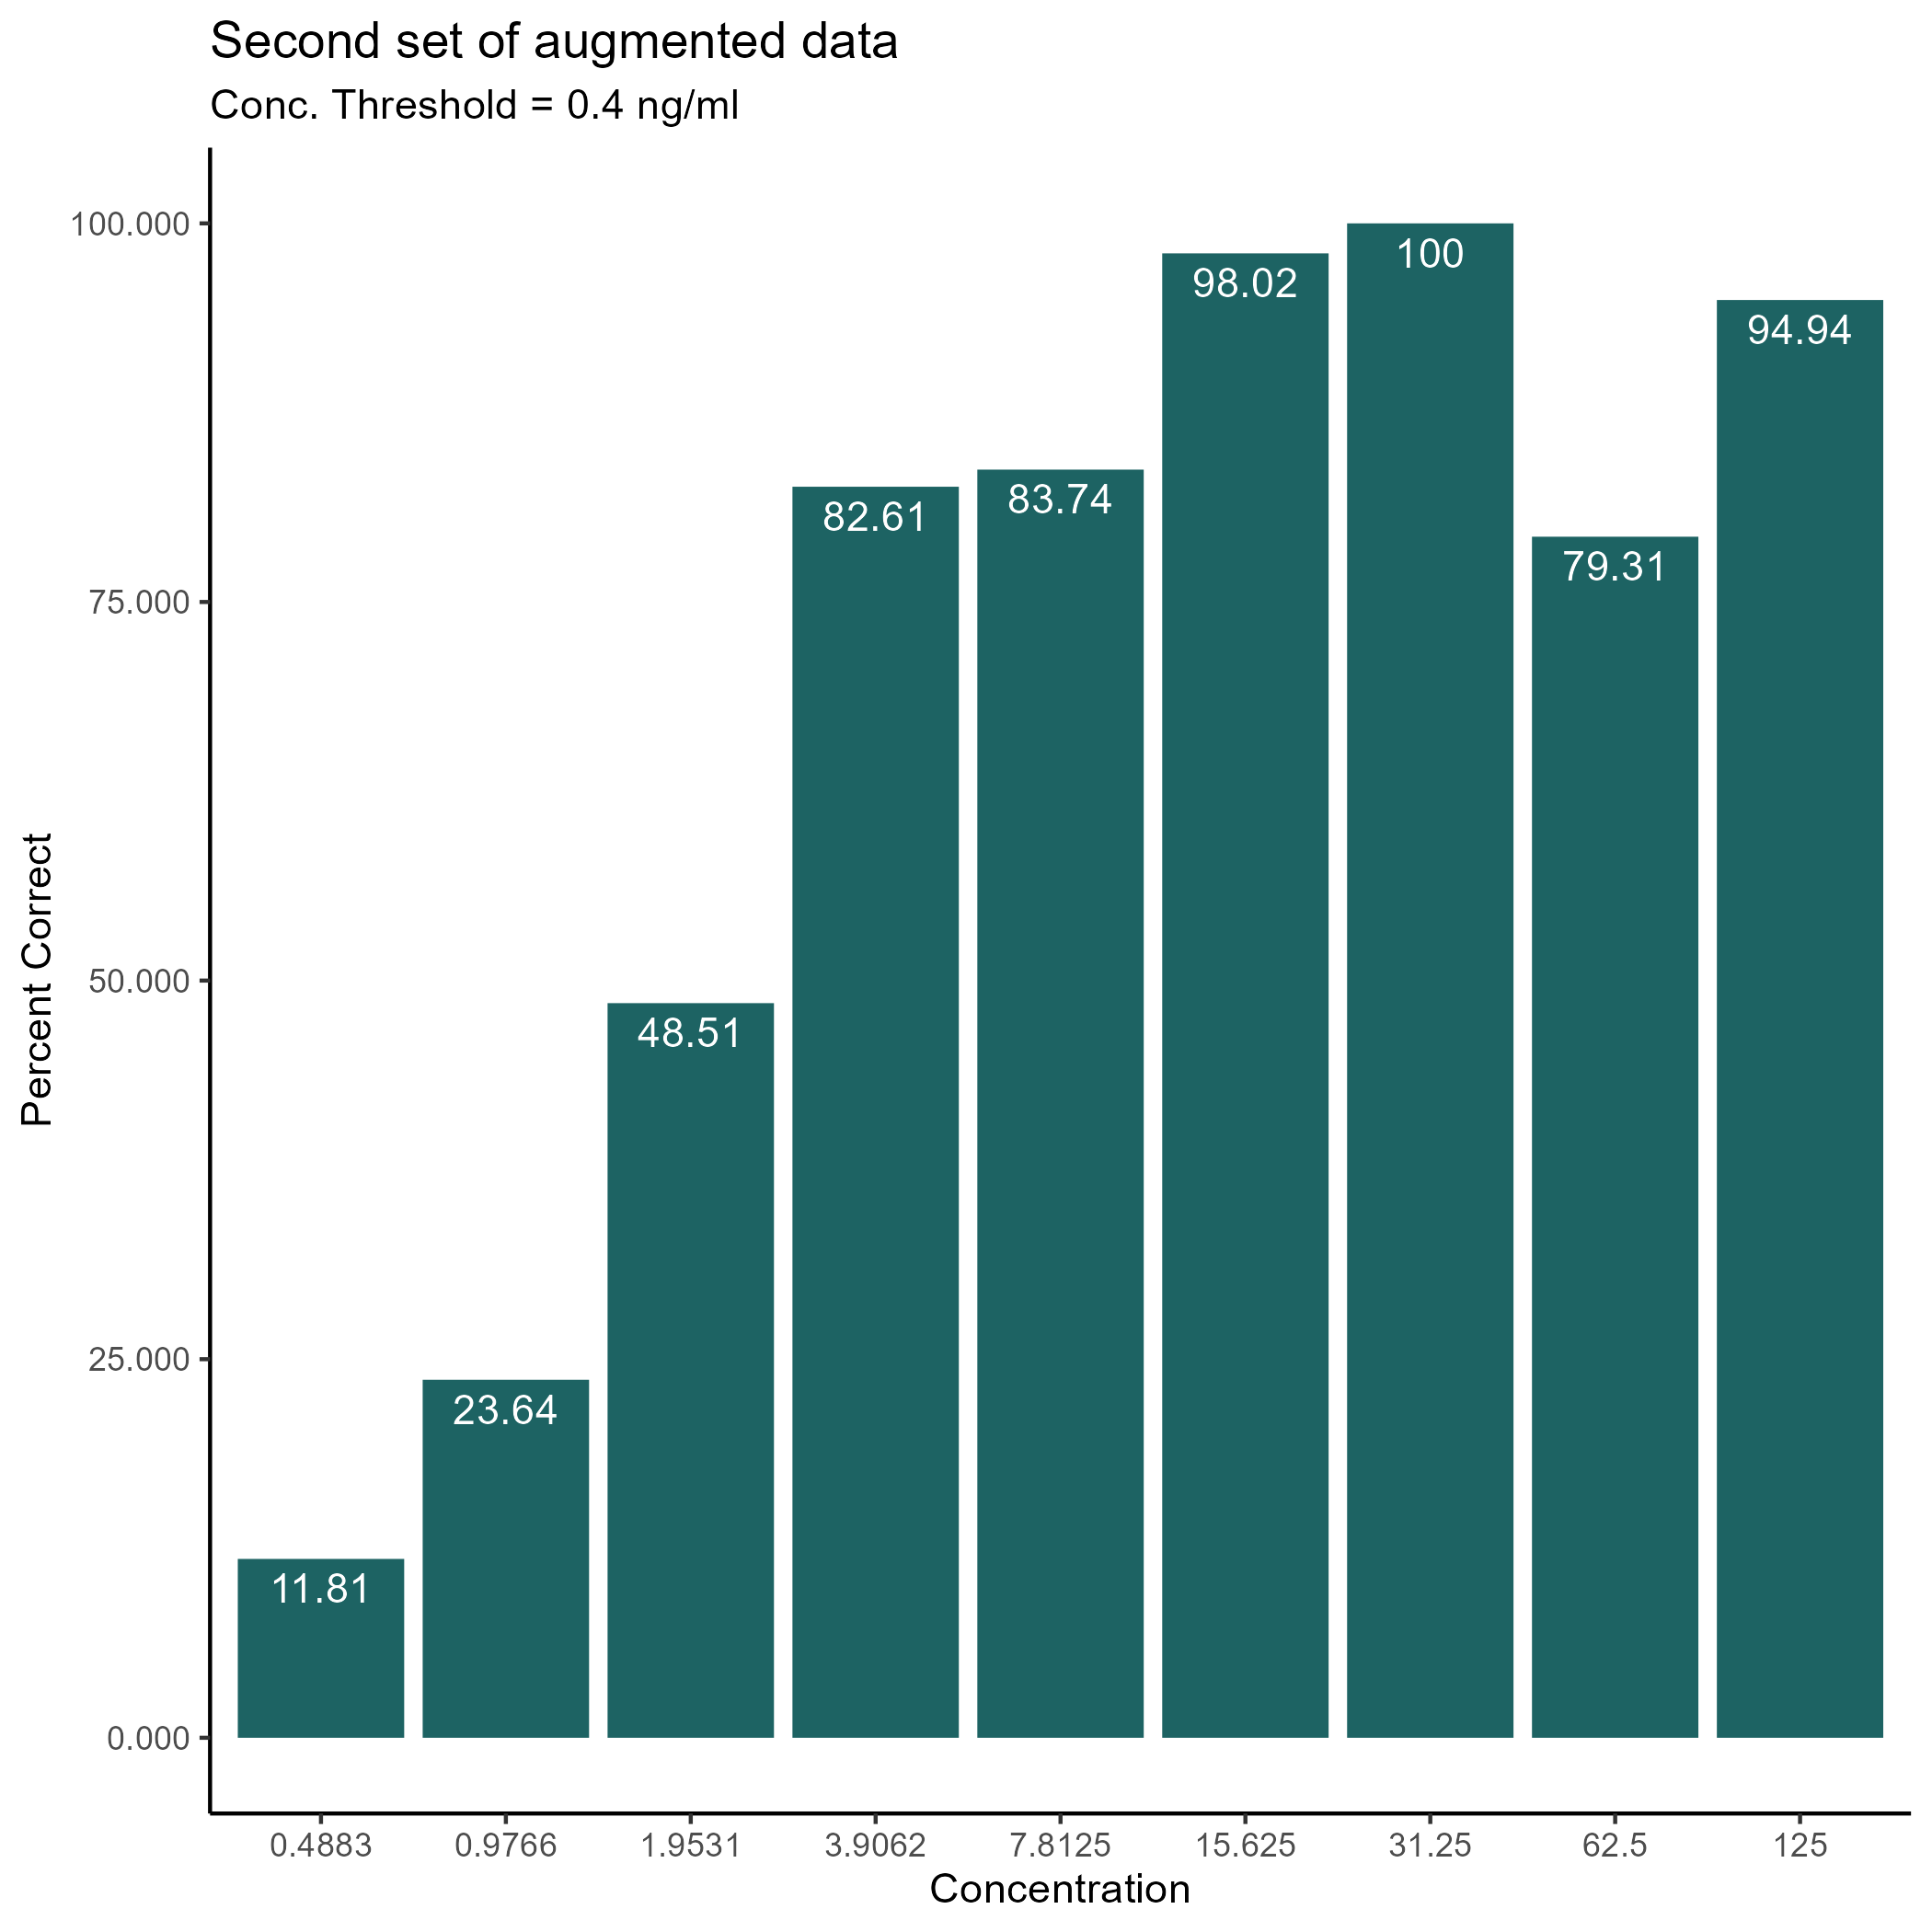 Second set of augmented data
Conc. Threshold = 0.4 ng/ml
Percent Correct
100.000
75.000
50.000
25.000
0.000
11.81
23.64
48.51
82.61
83.74
98.02
100
79.31
94.94
0.4883 0.9766 1.9531 3.9062 7.8125 15.625 31.25 62.5 125
Concentration